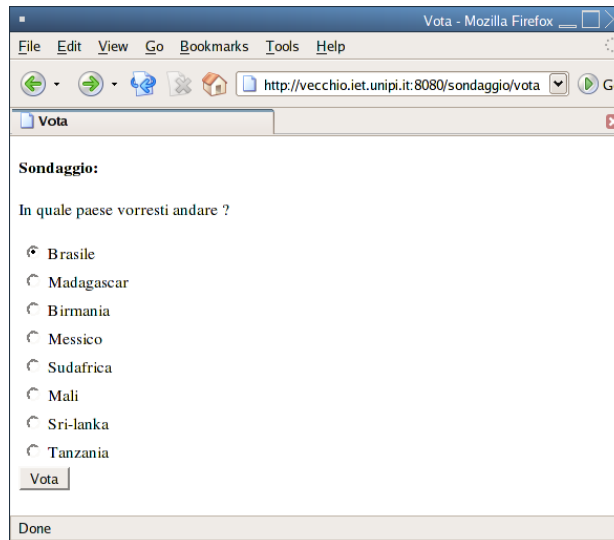 Vota - Mozilla Firefox
File Edit View Go Bookmarks Tools Help
http://vecchio.iet.unipi.it:8080/sondaggio/vota G
Vota
Sondaggio:
In quale paese vorresti andare ?
Brasile
Madagascar
Birmania
Messico
Sudafrica
Mali
Sri-lanka
Tanzania
Vota
Done